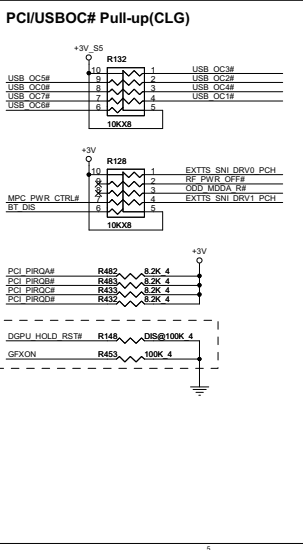 PCI/USBOC# Pull-up(CLG)
+3V_S5
R132
10 1 USB_OC3#
USB_OC5# 9 2 USB_OC2#
USB_OC0# 8 3 USB_OC4#
USB_OC7# 7 4 USB_OC1#
USB_OC6# 6 5
10KX8
+3V
R128
10 1 EXTTS_SNI_DRV0_PCH
9 2 RF_PWR_OFF#
8 3 ODD_MDDA_R#
MPC_PWR_CTRL# 7 4 EXTTS_SNI_DRV1_PCH
BT_DIS 6 5
10KX8
+3V
PCI_PIRQA# R482 8.2K_4
PCI_PIRQB# R483 8.2K_4
PCI_PIRQC# R433 8.2K_4
PCI_PIRQD# R432 8.2K_4
DGPU_HOLD_RST# R148 DIS@100K_4
GFXON R453 100K_4
5